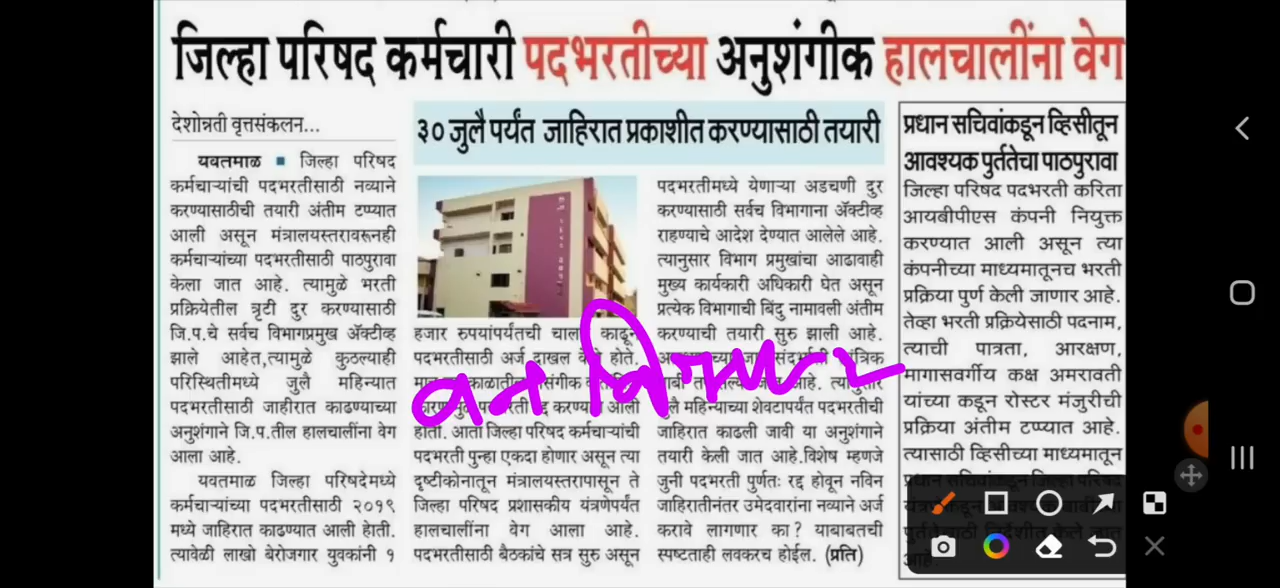 जिल्हा परिषद कर्मचारी पदभरतीच्या अनुशंगीक हालचालींना वेग
देशोन्नती वृत्तसंकलन...
यवतमाळ ■ जिल्हा परिषद
कर्मचाऱ्यांची पदभरतीसाठी नव्याने
करण्यासाठीची तयारी अंतीम टप्प्यात
आली असून मंत्रालयस्तरावरूनही
कर्मचाऱ्यांच्या पदभरतीसाठी पाठपुरावा
केला जात आहे. त्यामुळे भरती
प्रक्रियेतील त्रृटी दुर करण्यासाठी
जि.प.चे सर्वच विभागप्रमुख ॲक्टीव्ह
झाले आहेत,त्यामुळे कुठल्याही
परिस्थितीमध्ये जुलै महिन्यात
पदभरतीसाठी जाहीरात काढण्याच्या
अनुशंगाने जि.प.तील हालचालींना वेग
आला आहे.
यवतमाळ जिल्हा परिषदेमध्ये
कर्मचाऱ्यांच्या पदभरतीसाठी २०१९
मध्ये जाहिरात काढण्यात आली होती.
त्यावेळी लाखो बेरोजगार युवकांनी १
३० जुलै पर्यंत जाहिरात प्रकाशीत करण्यासाठी तयारी
हजार रुपयांपर्यंतची काढून
पदभरतीसाठी अर्ज दाखल होते.
करण्यात आली
होती. आता जिल्हा परिषद कर्मचाऱ्यांची
पदभरती पुन्हा एकदा होणार असून त्या
दृष्टीकोनातून मंत्रालयस्तरापासून ते
जिल्हा परिषद प्रशासकीय यंत्रणेपर्यंत
हालचालींना वेग आला आहे.
पदभरतीसाठी बैठकांचे सत्र सुरु असून
पदभरतीमध्ये येणाऱ्या अडचणी दुर
करण्यासाठी सर्वच विभागाना ॲक्टीव्ह
राहण्याचे आदेश देण्यात आलेले आहे.
त्यानुसार विभाग प्रमुखांचा आढावाही
मुख्य कार्यकारी अधिकारी घेत असून
प्रत्येक विभागाची बिंदु नामावली अंतीम
करण्याची तयारी सुरु झाली आहे.
आहे.
महिन्याच्या शेवटापर्यंत पदभरतीची
जाहिरात काढली जावी या अनुशंगाने
तयारी केली जात आहे.विशेष म्हणजे
जुनी पदभरती पुर्णतः रद्द होवून नविन
जाहिरातीनंतर उमेदवारांना नव्याने अर्ज
करावे लागणार का? याबाबतची
स्पष्टताही लवकरच होईल. (प्रति)
प्रधान सचिवांकडून व्हिसीतून
आवश्यक पुर्ततेचा पाठपुरावा
जिल्हा परिषद पदभरती करिता
आयबीपीएस कंपनी नियुक्त
करण्यात आली असून त्या
कंपनीच्या माध्यमातूनच भरती
प्रक्रिया पुर्ण केली जाणार आहे.
तेव्हा भरती प्रक्रियेसाठी पदनाम,
त्याची पात्रता, आरक्षण,
मागासवर्गीय कक्ष अमरावती
यांच्या कडून रोस्टर मंजुरीची
प्रक्रिया अंतीम टप्प्यात आहे.
त्यासाठी व्हिसीच्या माध्यमातून